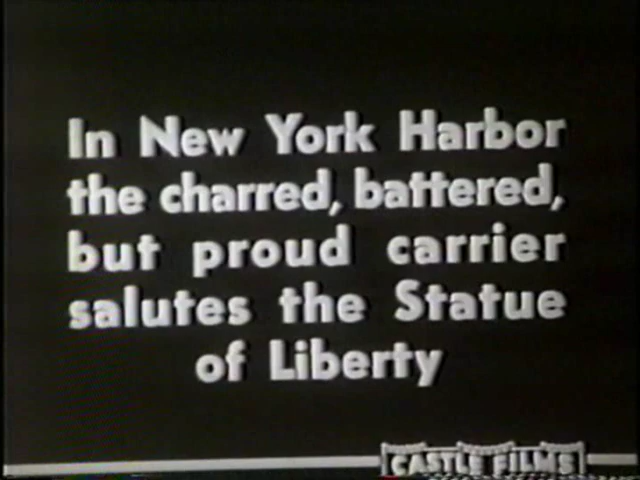 In New York Harbor
the charred, battered,
but proud carrier
salutes the Statue
of Liberty
CASTLE FILMS